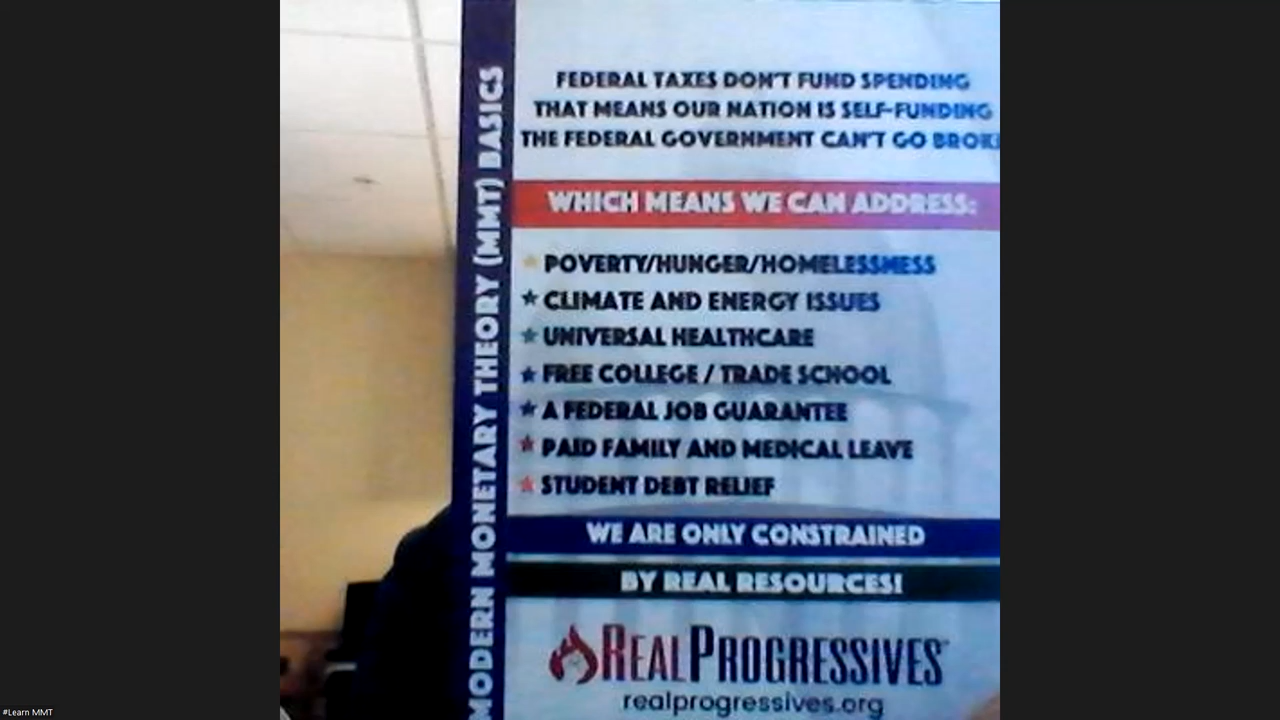 MODERN MONETARY THEORY (MMT) BASICS
FEDERAL TAXES DON'T FUND SPENDING
THAT MEANS OUR NATION IS SELF-FUNDING
THE FEDERAL GOVERNMENT CAN'T GO BROKE
WHICH MEANS WE CAN ADDRESS:
POVERTY/HUNGER/HOMELESSNESS
CLIMATE AND ENERGY ISSUES
UNIVERSAL HEALTHCARE
FREE COLLEGE / TRADE SCHOOL
A FEDERAL JOB GUARANTEE
PAID FAMILY AND MEDICAL LEAVE
STUDENT DEBT RELIEF
WE ARE ONLY CONSTRAINED
BY REAL RESOURCES!
REALPROGRESSIVES
realprogressives.org
#Learn MMT